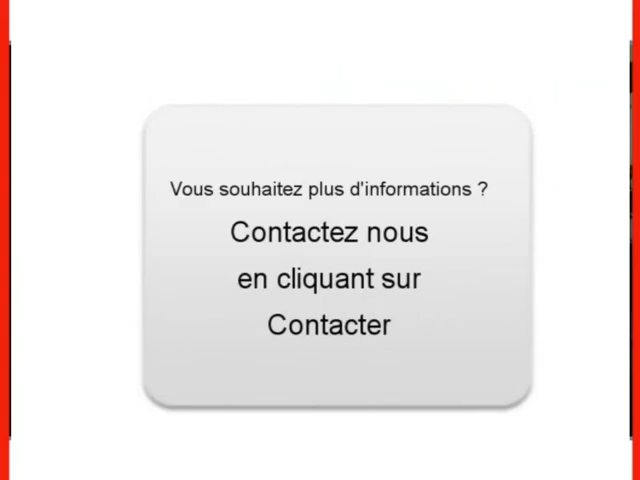 Vous souhaitez plus d'informations ?
Contactez nous
en cliquant sur
Contacter